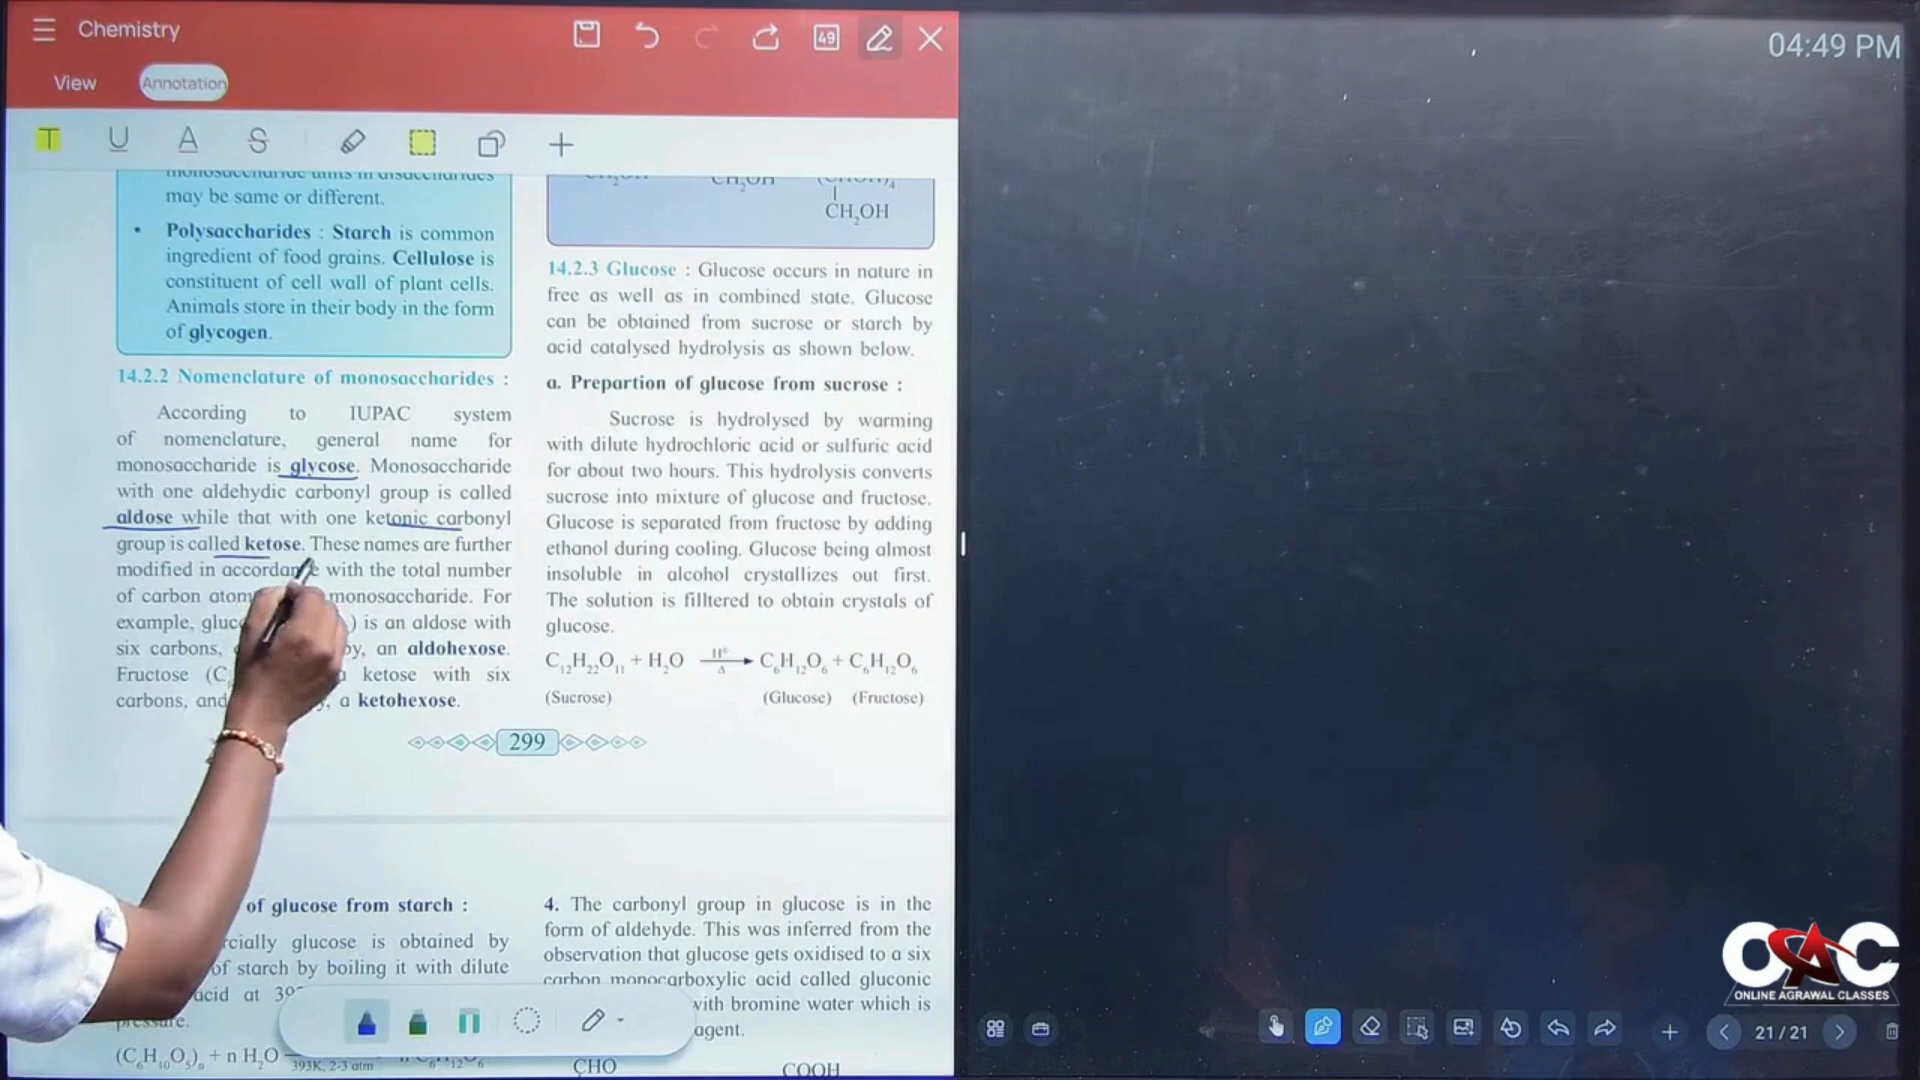 Chemistry
49
04:49 PM
View
Annotation
T U A S
may be same or different.
• Polysaccharides : Starch is common
ingredient of food grains. Cellulose is
constituent of cell wall of plant cells.
Animals store in their body in the form
of glycogen.
14.2.2 Nomenclature of monosaccharides :
According to IUPAC system
of nomenclature, general name for
monosaccharide is glycose. Monosaccharide
with one aldehydic carbonyl group is called
aldose while that with one ketonic carbonyl
group is called ketose. These names are further
modified in accordance with the total number
of carbon atom monosaccharide. For
example, gluc ) is an aldose with
six carbons, by, an aldohexose.
Fructose (C ketose with six
carbons, and , a ketohexose.
CH₂OH
CH₂OH
14.2.3 Glucose : Glucose occurs in nature in
free as well as in combined state. Glucose
can be obtained from sucrose or starch by
acid catalysed hydrolysis as shown below.
a. Prepartion of glucose from sucrose :
Sucrose is hydrolysed by warming
with dilute hydrochloric acid or sulfuric acid
for about two hours. This hydrolysis converts
sucrose into mixture of glucose and fructose.
Glucose is separated from fructose by adding
ethanol during cooling. Glucose being almost
insoluble in alcohol crystallizes out first.
The solution is filltered to obtain crystals of
glucose.
C₁₂H₂₂O₁₁ + H₂O ⟶ C₆H₁₂O₆ + C₆H₁₂O₆
(Sucrose) (Glucose) (Fructose)
299
of glucose from starch :
rcially glucose is obtained by
of starch by boiling it with dilute
acid at 39
pressure.
(C₆H₁₀O₅)ₙ + n H₂O
393K, 2-3 atm
4. The carbonyl group in glucose is in the
form of aldehyde. This was inferred from the
observation that glucose gets oxidised to a six
carbon monocarboxylic acid called gluconic
with bromine water which is
agent.
CHO COOH
OAC
ONLINE AGRAWAL CLASSES
21 / 21